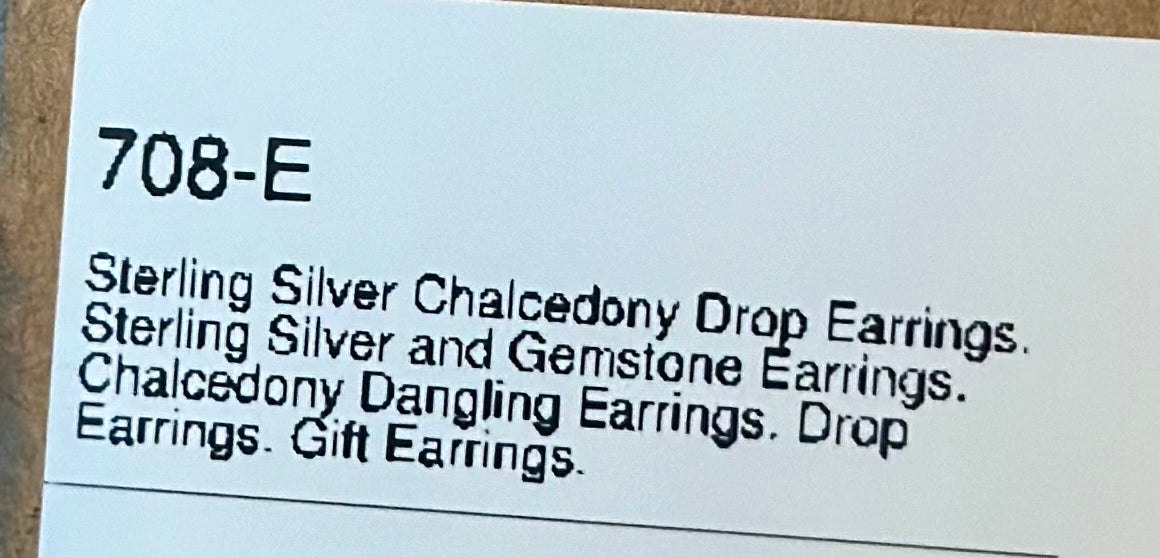 708-E
Sterling Silver Chalcedony Drop Earrings.
Sterling Silver and Gemstone Earrings.
Chalcedony Dangling Earrings. Drop
Earrings. Gift Earrings.